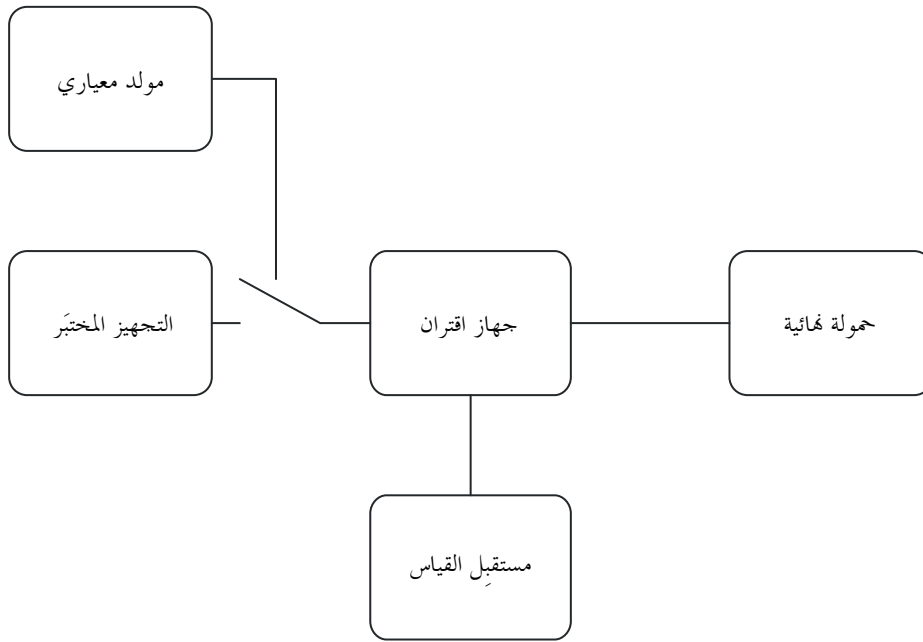 مولد معياري
التجهيز المختبَر
جهاز اقتران
حمولة نهائية
مستقبِل القياس